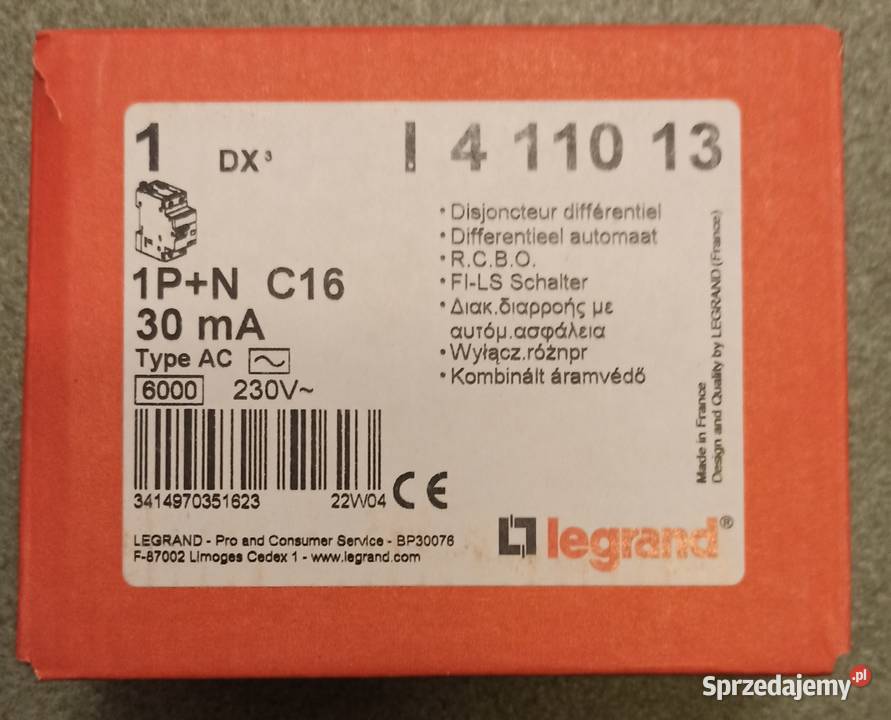 1 DX³ I 4 110 13
• Disjoncteur différentiel
• Differentieel automaat
• R.C.B.O.
• FI-LS Schalter
• Διακ.διαρροής με
αυτόμ.ασφάλεια
• Wyłącz.różnpr
• Kombinált áramvédő
1P+N C16
30 mA
Type AC
6000 230V~
3414970351623 22W04 CE
LEGRAND - Pro and Consumer Service - BP30076
F-87002 Limoges Cedex 1 - www.legrand.com
legrand®
Made in France
Design and Quality by LEGRAND (France)
Sprzedajemy.pl